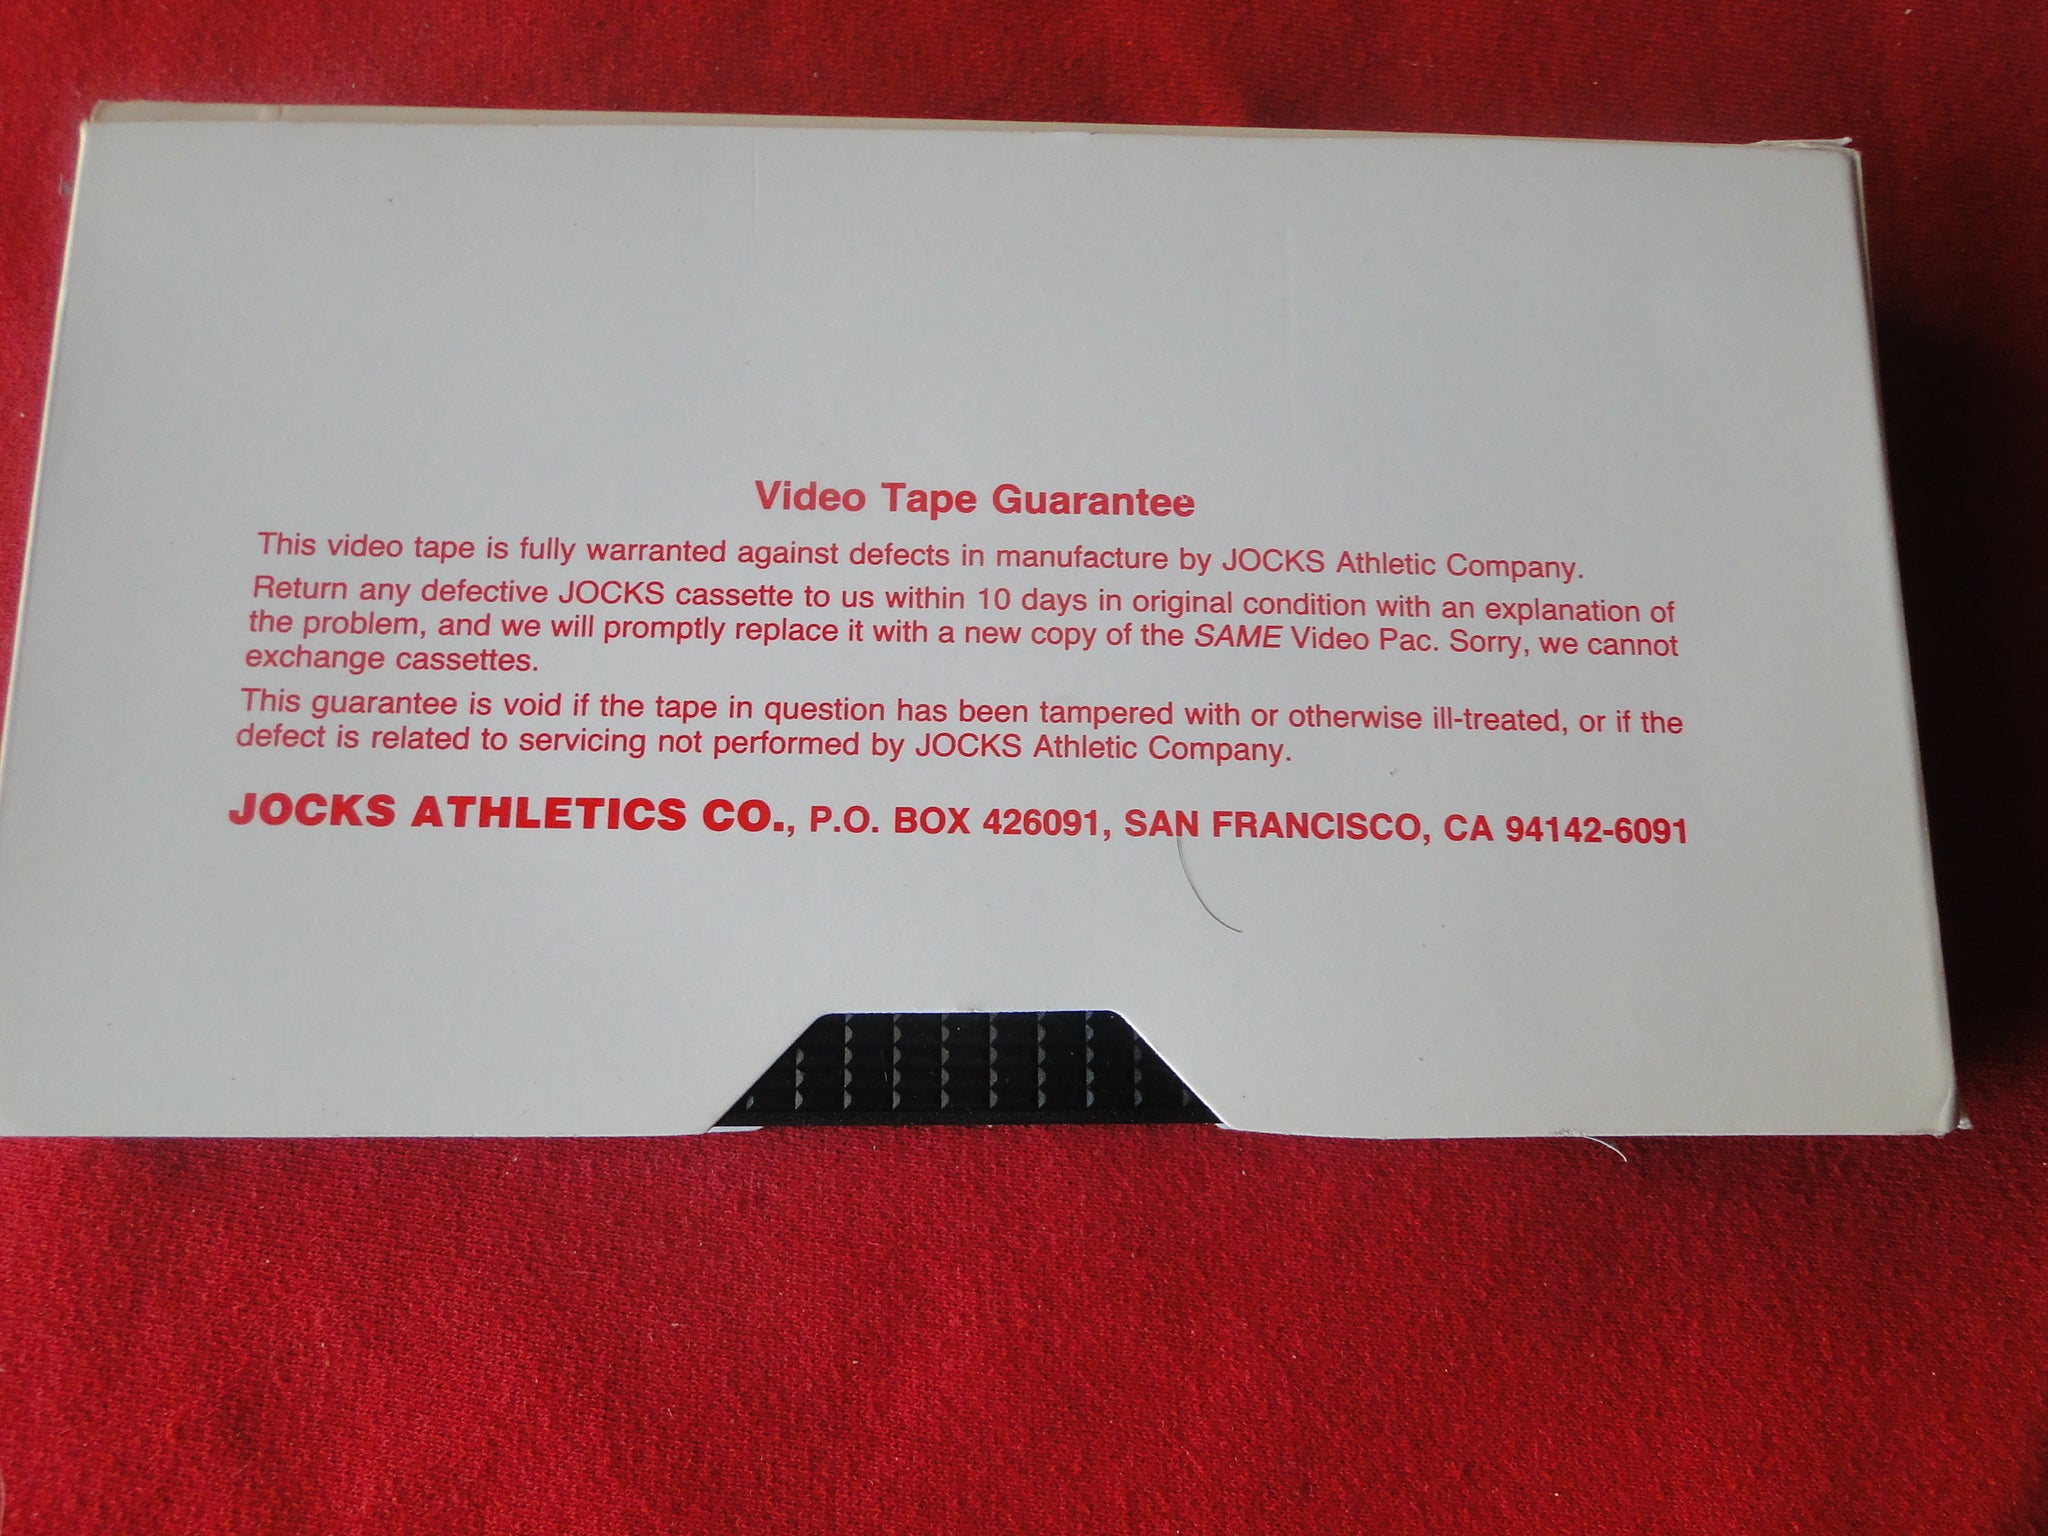 Video Tape Guarantee
This video tape is fully warranted against defects in manufacture by JOCKS Athletic Company.
Return any defective JOCKS cassette to us within 10 days in original condition with an explanation of
the problem, and we will promptly replace it with a new copy of the SAME Video Pac. Sorry, we cannot
exchange cassettes.
This guarantee is void if the tape in question has been tampered with or otherwise ill-treated, or if the
defect is related to servicing not performed by JOCKS Athletic Company.
JOCKS ATHLETICS CO., P.O. BOX 426091, SAN FRANCISCO, CA 94142-6091